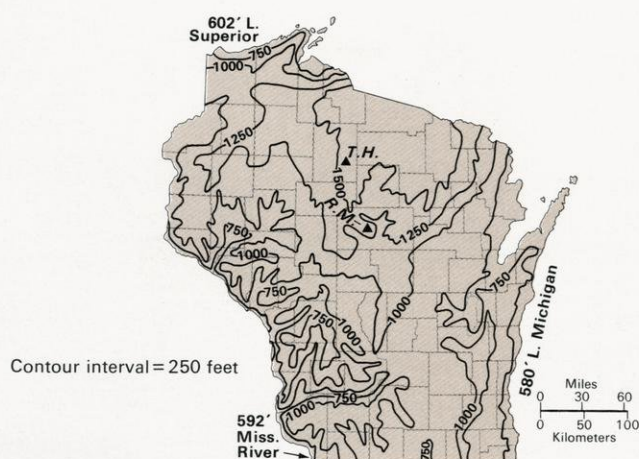 602' L.
Superior
750
1000
1250
T.H.
1500
R.M.
1250
750
1000
750
750
1000
1000
750
580' L. Michigan
Contour interval = 250 feet
Miles
0 30 60
0 50 100
Kilometers
750
1000
592'
Miss.
River
1000
750